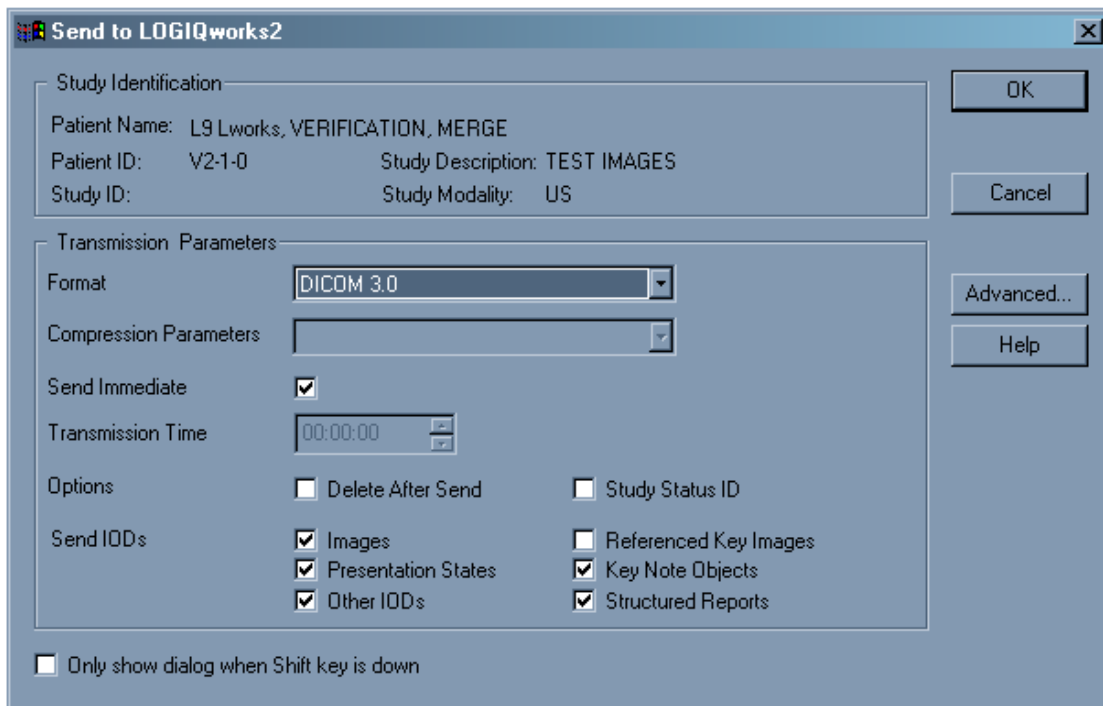 Send to LOGIQworks2
Study Identification
OK
Patient Name: L9 Lworks, VERIFICATION, MERGE
Patient ID: V2-1-0 Study Description: TEST IMAGES
Study ID: Study Modality: US
Cancel
Transmission Parameters
Format DICOM 3.0
Advanced...
Compression Parameters
Help
Send Immediate
Transmission Time 00:00:00
Options Delete After Send Study Status ID
Send IODs Images Referenced Key Images
Presentation States Key Note Objects
Other IODs Structured Reports
Only show dialog when Shift key is down